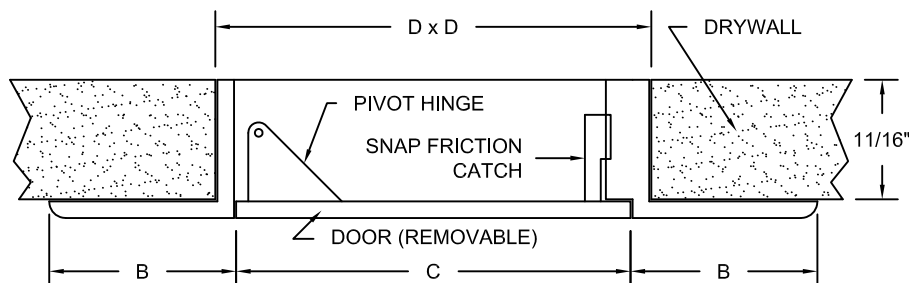 D x D
DRYWALL
PIVOT HINGE
SNAP FRICTION
CATCH
11/16"
DOOR (REMOVABLE)
B
C
B